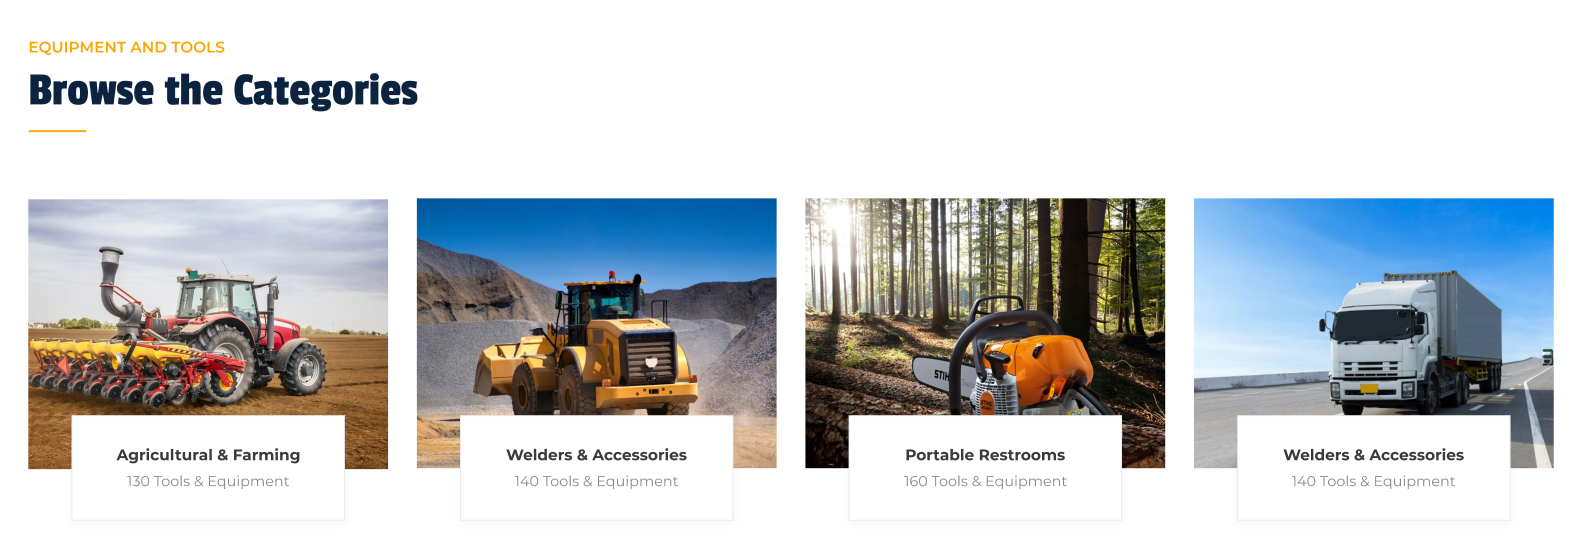 EQUIPMENT AND TOOLS
Browse the Categories
STIH
Agricultural & Farming
130 Tools & Equipment
Welders & Accessories
140 Tools & Equipment
Portable Restrooms
160 Tools & Equipment
Welders & Accessories
140 Tools & Equipment